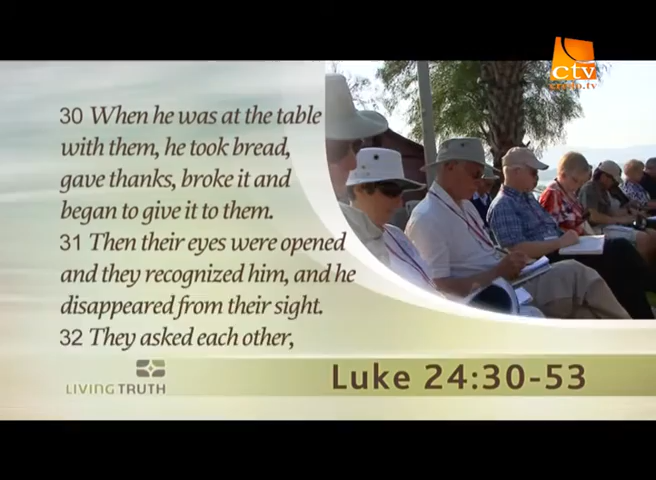 ctv
30 When he was at the table
with them, he took bread,
gave thanks, broke it and
began to give it to them.
31 Then their eyes were opened
and they recognized him, and he
disappeared from their sight.
32 They asked each other,
LIVING TRUTH
Luke 24:30-53